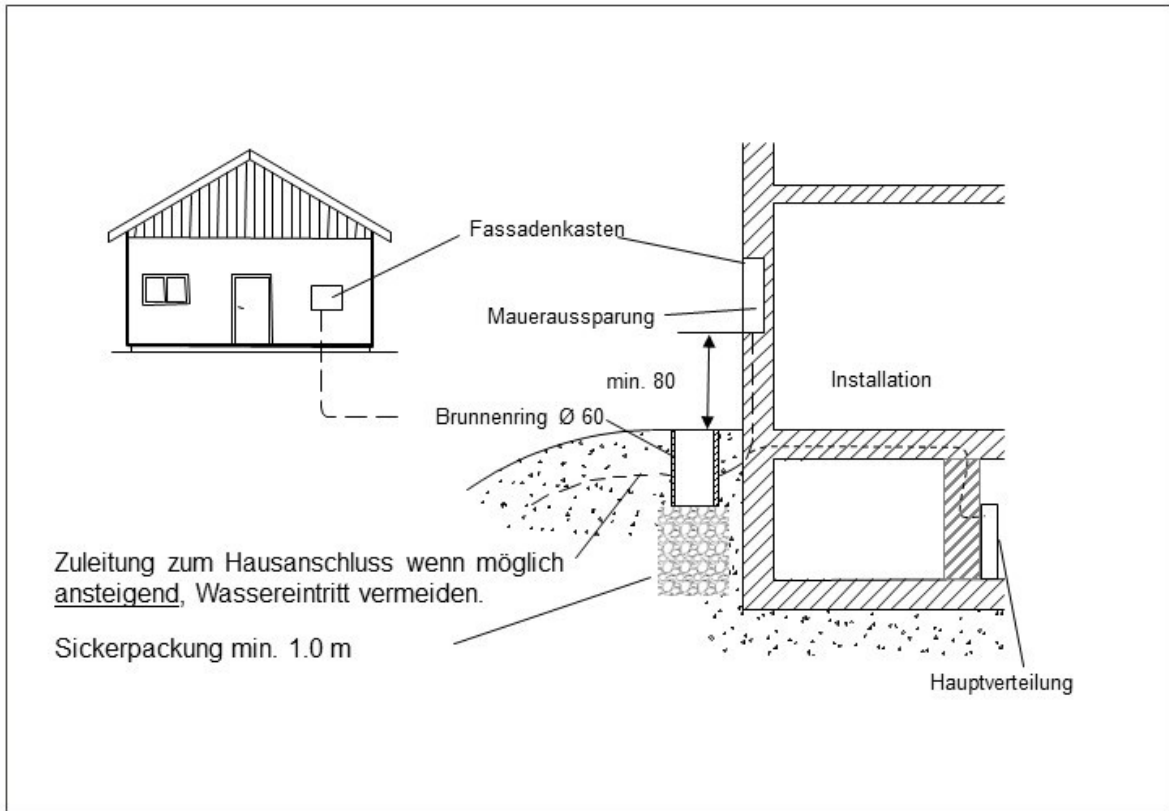 Fassadenkasten
Maueraussparung
min. 80
Installation
Brunnenring Ø 60
Zuleitung zum Hausanschluss wenn möglich
ansteigend, Wassereintritt vermeiden.
Sickerpackung min. 1.0 m
Hauptverteilung